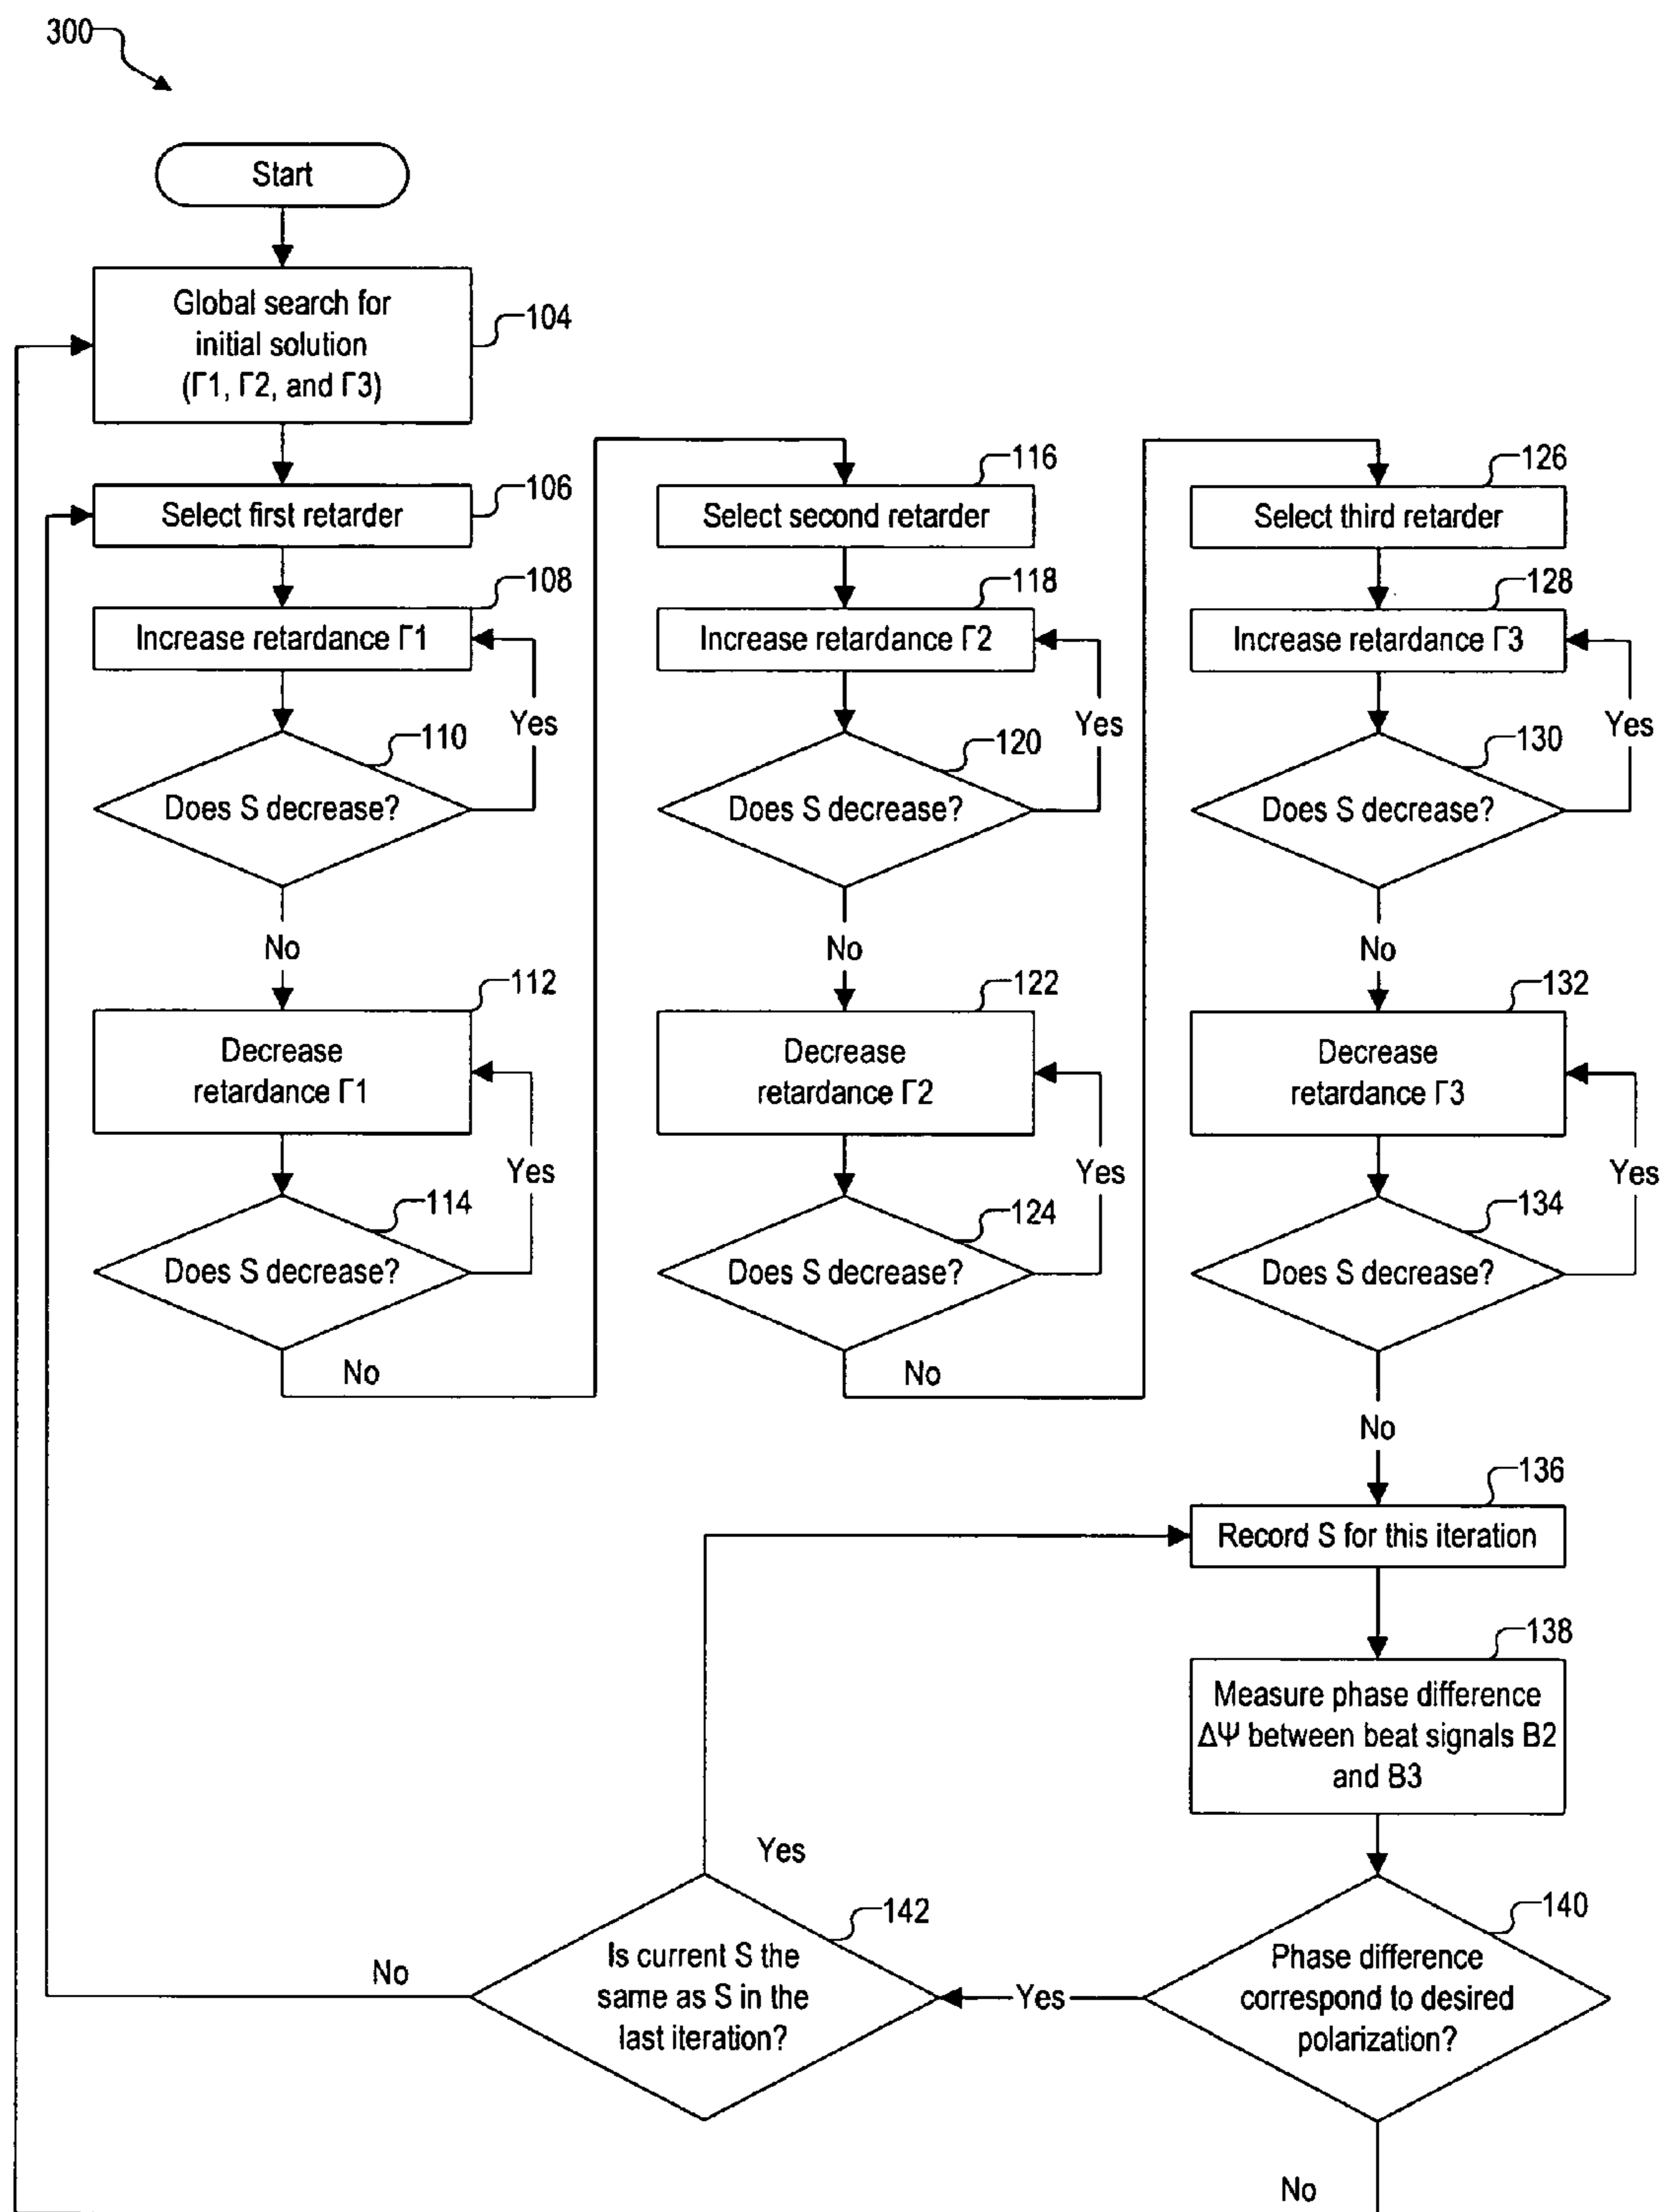 300
Start
Global search for
initial solution
(Γ1, Γ2, and Γ3)
104
Select first retarder
106
Increase retardance Γ1
108
Yes
Does S decrease?
110
No
Decrease
retardance Γ1
112
Yes
Does S decrease?
114
No
Select second retarder
116
Increase retardance Γ2
118
Yes
Does S decrease?
120
No
Decrease
retardance Γ2
122
Yes
Does S decrease?
124
No
Select third retarder
126
Increase retardance Γ3
128
Yes
Does S decrease?
130
No
Decrease
retardance Γ3
132
Yes
Does S decrease?
134
No
Record S for this iteration
136
Measure phase difference
ΔΨ between beat signals B2
and B3
138
Phase difference
correspond to desired
polarization?
140
Yes
No
Is current S the
same as S in the
last iteration?
142
Yes
No